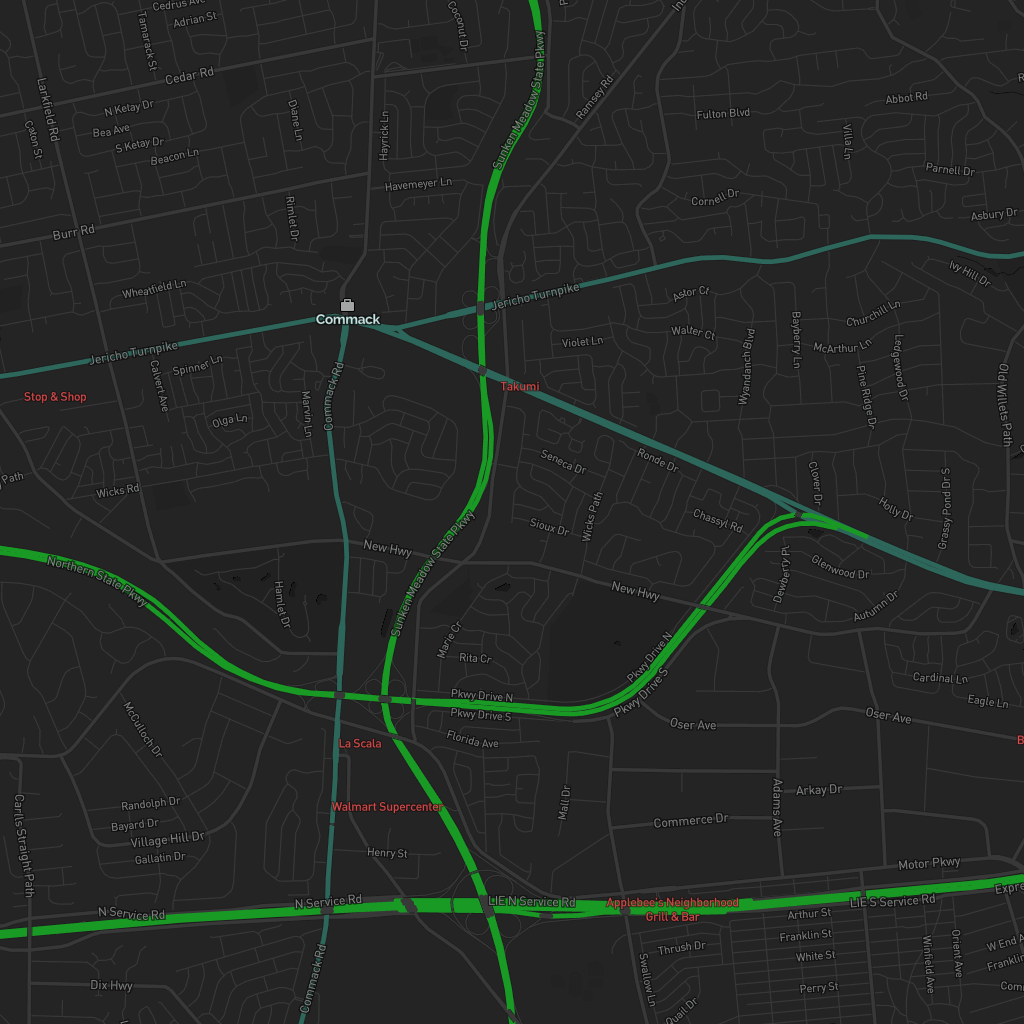 Cedrus Ave
Adrian St
Tamarack St
Coconut Dr
Cedar Rd
Larkfield Rd
N Ketay Dr
Bea Ave
S Ketay Dr
Beacon Ln
Caton St
Diane Ln
Hayrick Ln
Sunken Meadow State Pkwy
Ramsey Rd
Fulton Blvd
Abbot Rd
Villa Ln
Parnell Dr
Havemeyer Ln
Cornell Dr
Asbury Dr
Burr Rd
Rimlet Dr
Wheatfield Ln
Ivy Hill Dr
Jericho Turnpike
Astor Ct
Commack
Churchill Ln
Walter Ct
Violet Ln
McArthur Ln
Wyandanch Blvd
Bayberry Ln
Ledgewood Dr
Pine Ridge Dr
Old Willets Path
Jericho Turnpike
Spinner Ln
Calvert Ave
Commack Rd
Stop & Shop
Takumi
Marvin Ln
Olga Ln
Path
Wicks Rd
Seneca Dr
Ronde Dr
Clover Dr
Holly Dr
Grassy Pond Dr S
Wicks Path
Sioux Dr
Chassyl Rd
New Hwy
Sunken Meadow State Pkwy
Northern State Pkwy
Hamlet Dr
New Hwy
Dewberry Pl
Glenwood Dr
Autumn Dr
Marie Cr
Rita Cr
Pkwy Drive N
Pkwy Drive S
Pkwy Drive N
Pkwy Drive S
Cardinal Ln
Eagle Ln
Oser Ave
Oser Ave
McCulloch Dr
La Scala
Florida Ave
B
Walmart Supercenter
Mall Dr
Arkay Dr
Adams Ave
Commerce Dr
Carlls Straight Path
Randolph Dr
Bayard Dr
Village Hill Dr
Gallatin Dr
Henry St
Motor Pkwy
Expre
N Service Rd
N Service Rd
LIE N Service Rd
Applebee's Neighborhood
Grill & Bar
LIE S Service Rd
Arthur St
Franklin St
White St
Perry St
Thrush Dr
Swallow Ln
Quail Dr
Winfield Ave
Orient Ave
W End A
Franklin
Com
Dix Hwy
Commack Rd